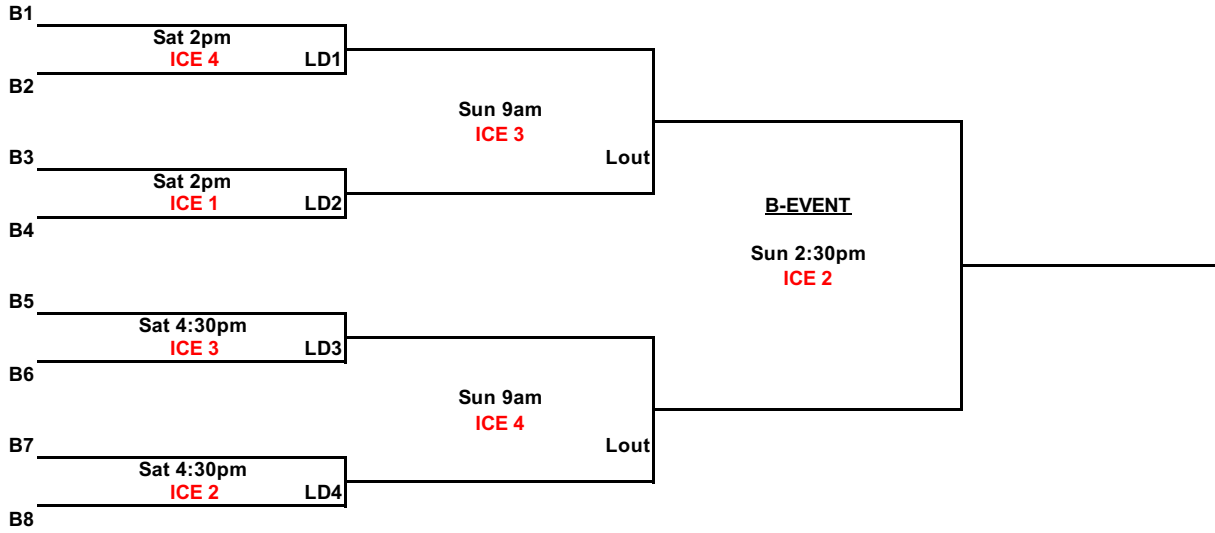 B1
Sat 2pm
ICE 4 LD1
B2
Sun 9am
ICE 3
B3
Lout
Sat 2pm
ICE 1 LD2
B-EVENT
B4
Sun 2:30pm
ICE 2
B5
Sat 4:30pm
ICE 3 LD3
B6
Sun 9am
ICE 4
B7
Lout
Sat 4:30pm
ICE 2 LD4
B8